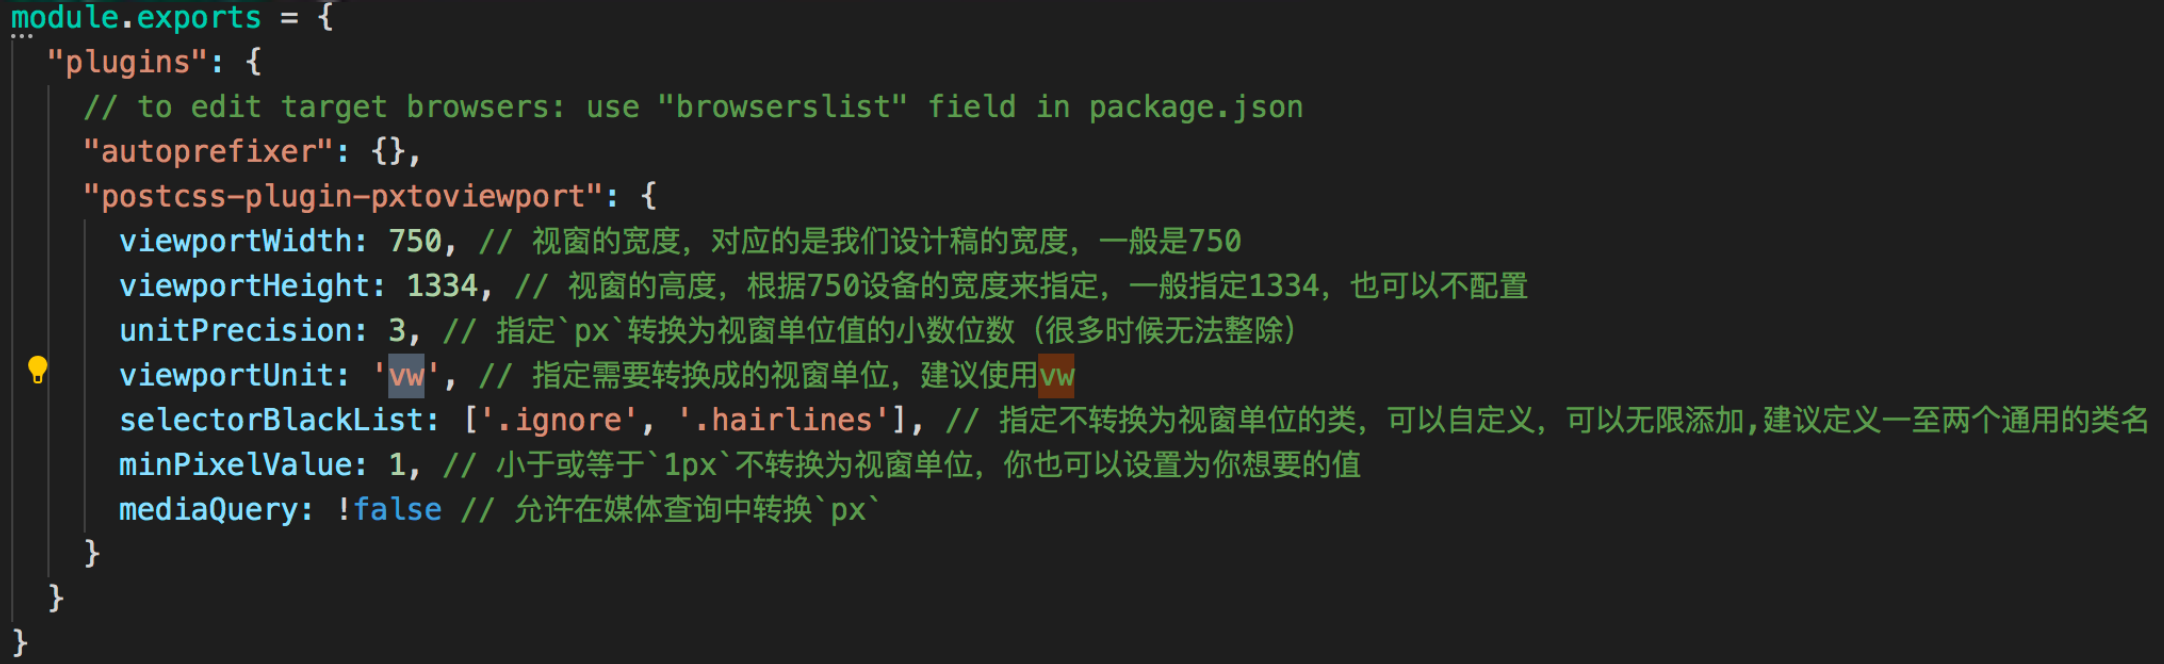 module.exports = {
"plugins": {
// to edit target browsers: use "browserslist" field in package.json
"autoprefixer": {},
"postcss-plugin-pxtoviewport": {
viewportWidth: 750, // 视窗的宽度，对应的是我们设计稿的宽度，一般是750
viewportHeight: 1334, // 视窗的高度，根据750设备的宽度来指定，一般指定1334，也可以不配置
unitPrecision: 3, // 指定`px`转换为视窗单位值的小数位数（很多时候无法整除）
viewportUnit: 'vw', // 指定需要转换成的视窗单位，建议使用vw
selectorBlackList: ['.ignore', '.hairlines'], // 指定不转换为视窗单位的类，可以自定义，可以无限添加,建议定义一至两个通用的类名
minPixelValue: 1, // 小于或等于`1px`不转换为视窗单位，你也可以设置为你想要的值
mediaQuery: !false // 允许在媒体查询中转换`px`
}
}
}